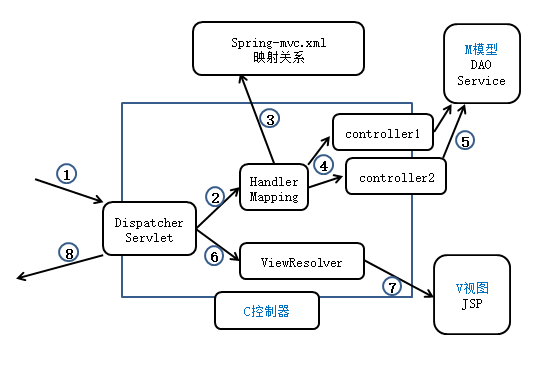 Spring-mvc.xml
映射关系
M模型
DAO
Service
③
controller1
④
⑤
①
②
Handler
Mapping
controller2
Dispatcher
Servlet
⑧
⑥
ViewResolver
⑦
V视图
JSP
C控制器